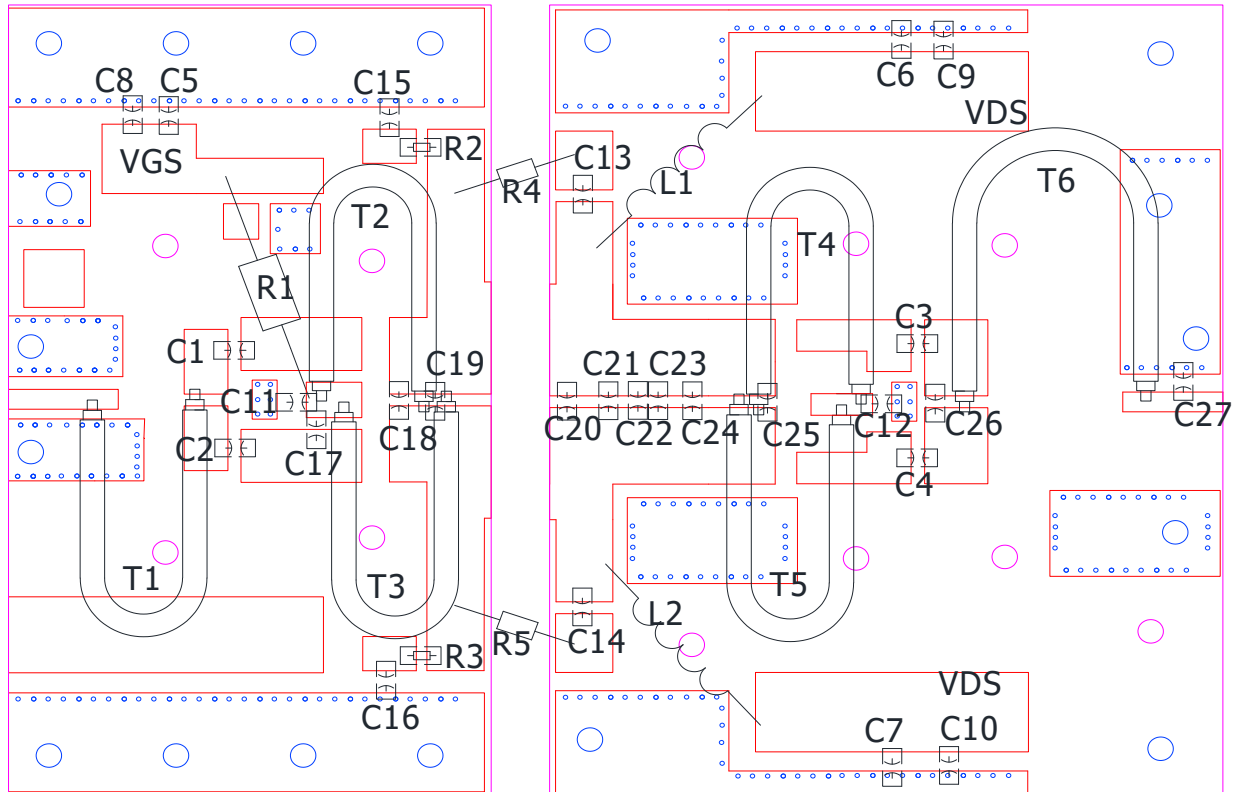 C8 C5 C15 C6 C9
VDS
VGS R2 C13
R4 L1 T6
T2 T4
R1
C1 C3
C19 C21 C23
C11 C12 C27
C18 C20 C22 C24 C25 C26
C2 C17
C4
T1 T3 T5
L2
R5 C14
R3 VDS
C16 C7 C10